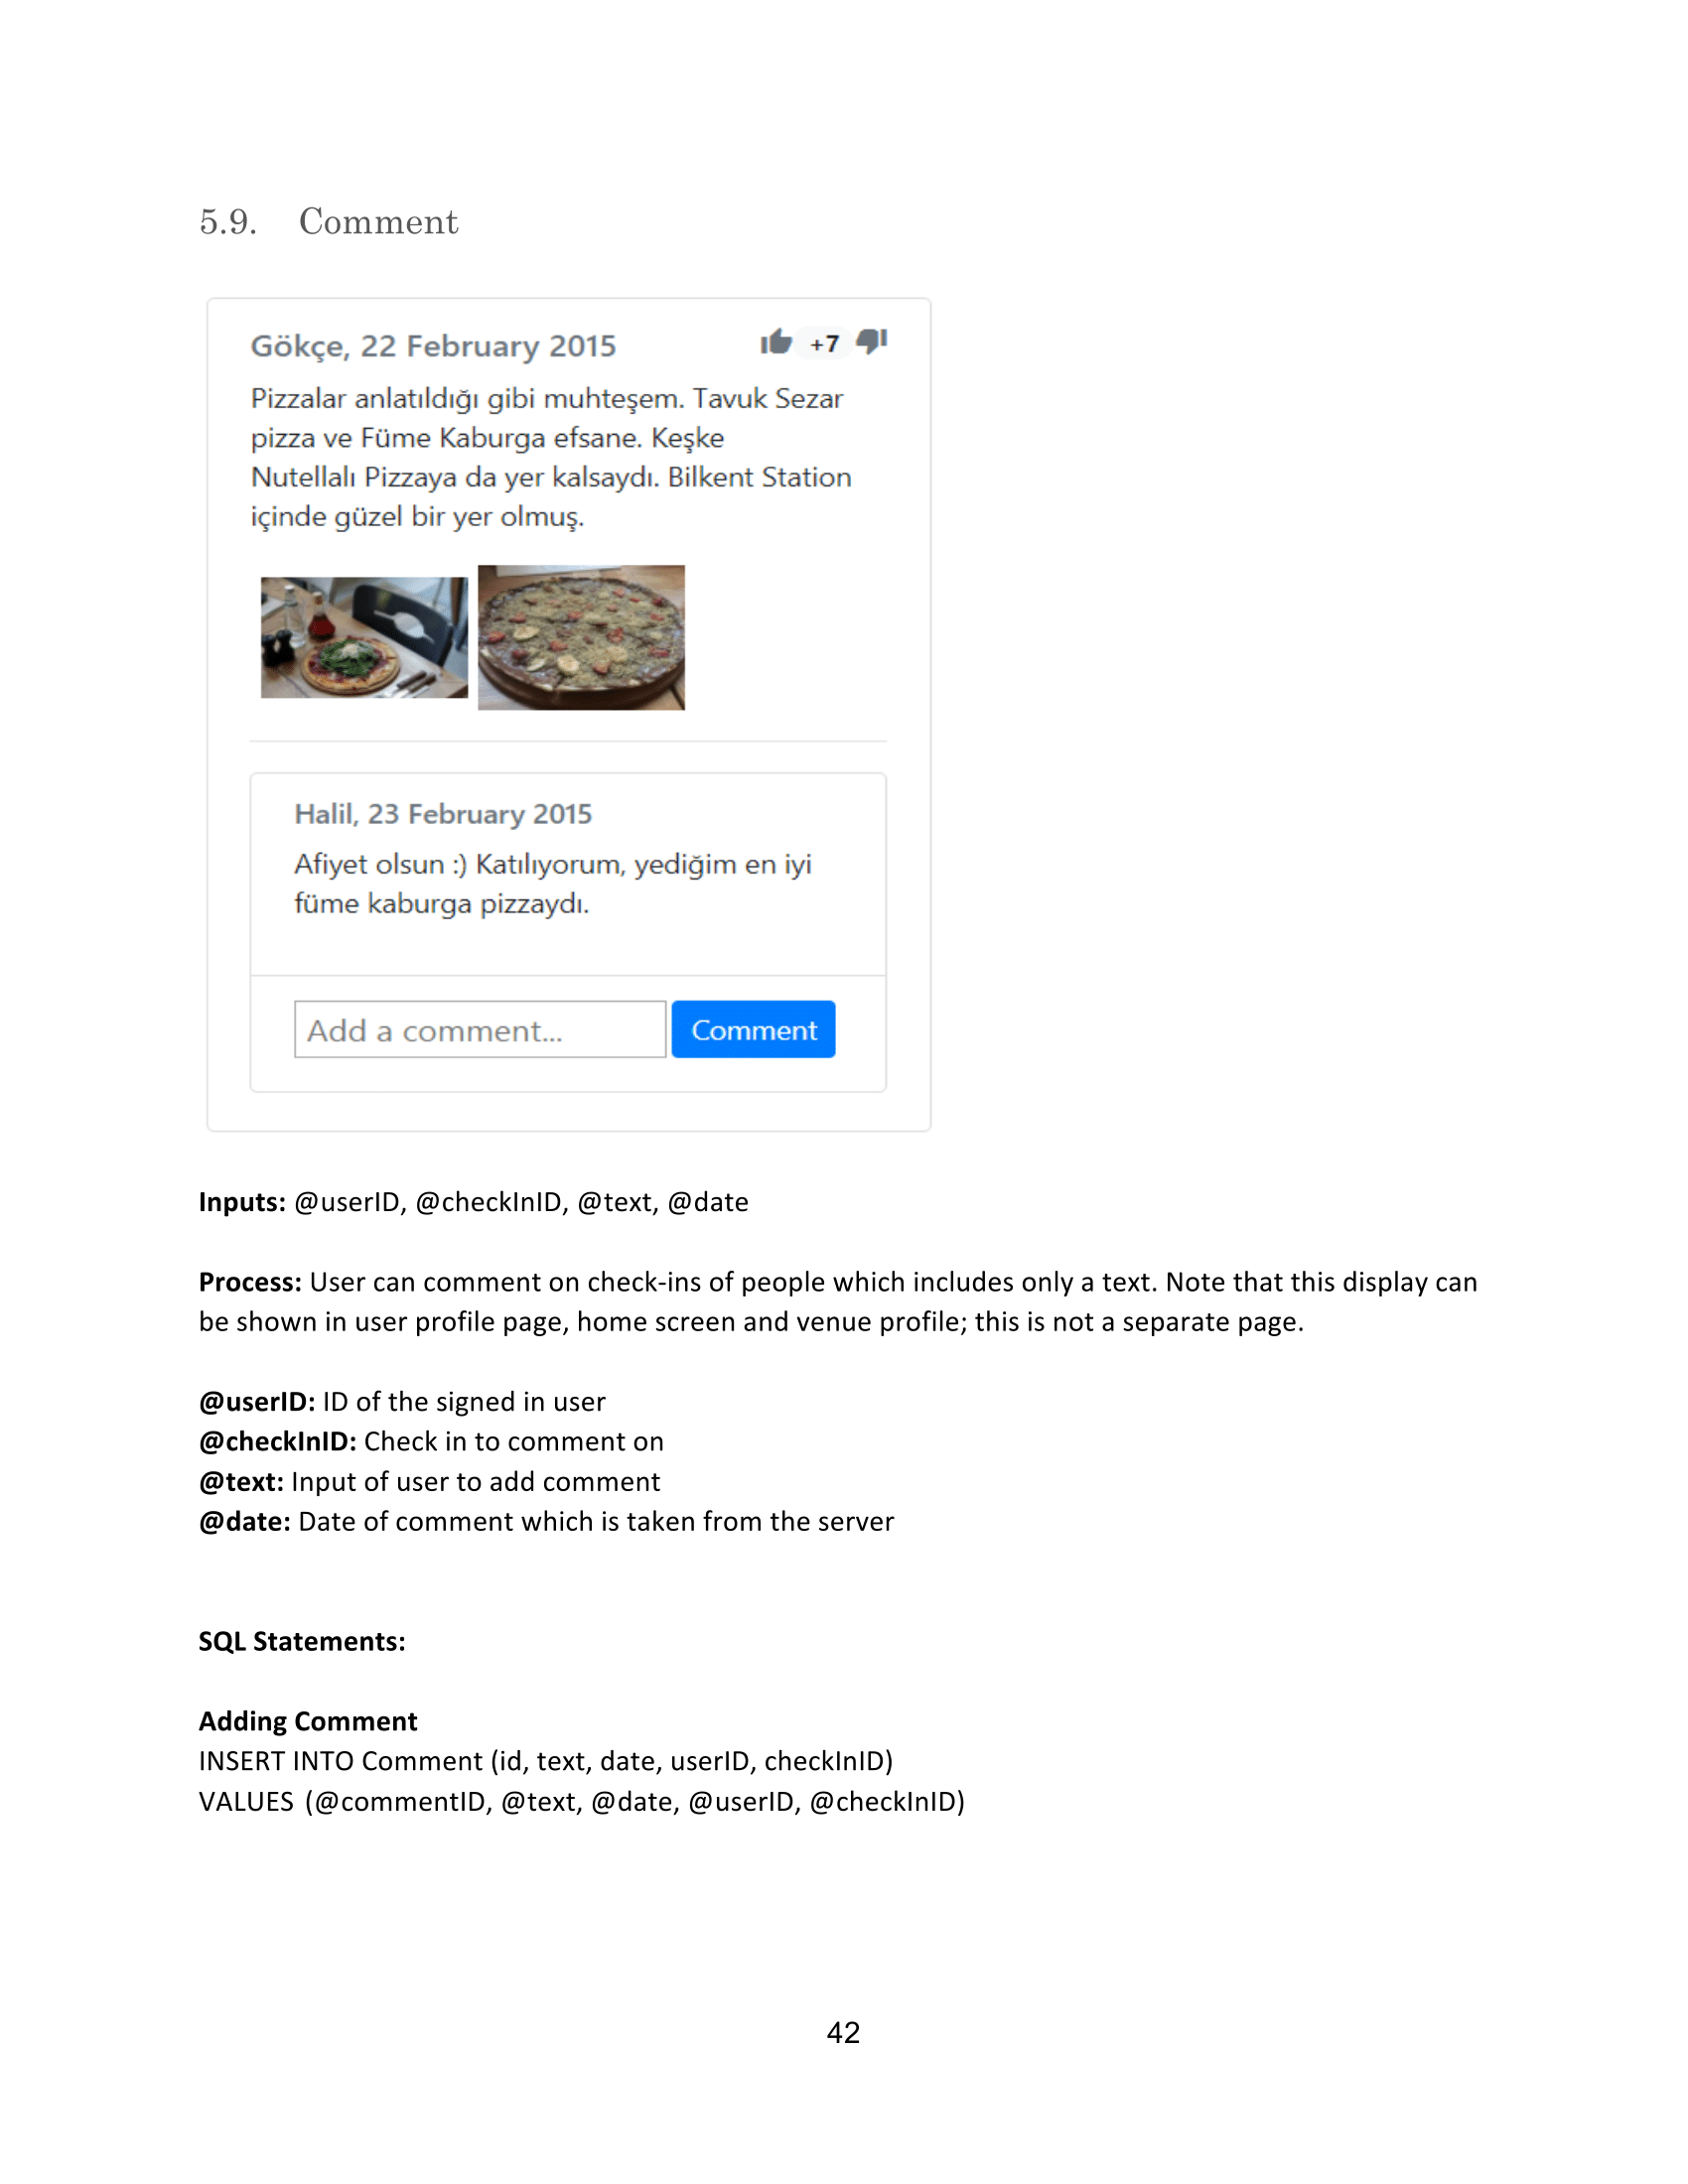 5.9. Comment
Gökçe, 22 February 2015
+7
Pizzalar anlatıldığı gibi muhteşem. Tavuk Sezar
pizza ve Füme Kaburga efsane. Keşke
Nutellalı Pizzaya da yer kalsaydı. Bilkent Station
içinde güzel bir yer olmuş.
Halil, 23 February 2015
Afiyet olsun :) Katılıyorum, yediğim en iyi
füme kaburga pizzaydı.
Add a comment...
Comment
Inputs: @userID, @checkInID, @text, @date
Process: User can comment on check-ins of people which includes only a text. Note that this display can
be shown in user profile page, home screen and venue profile; this is not a separate page.
@userID: ID of the signed in user
@checkInID: Check in to comment on
@text: Input of user to add comment
@date: Date of comment which is taken from the server
SQL Statements:
Adding Comment
INSERT INTO Comment (id, text, date, userID, checkInID)
VALUES (@commentID, @text, @date, @userID, @checkInID)
42